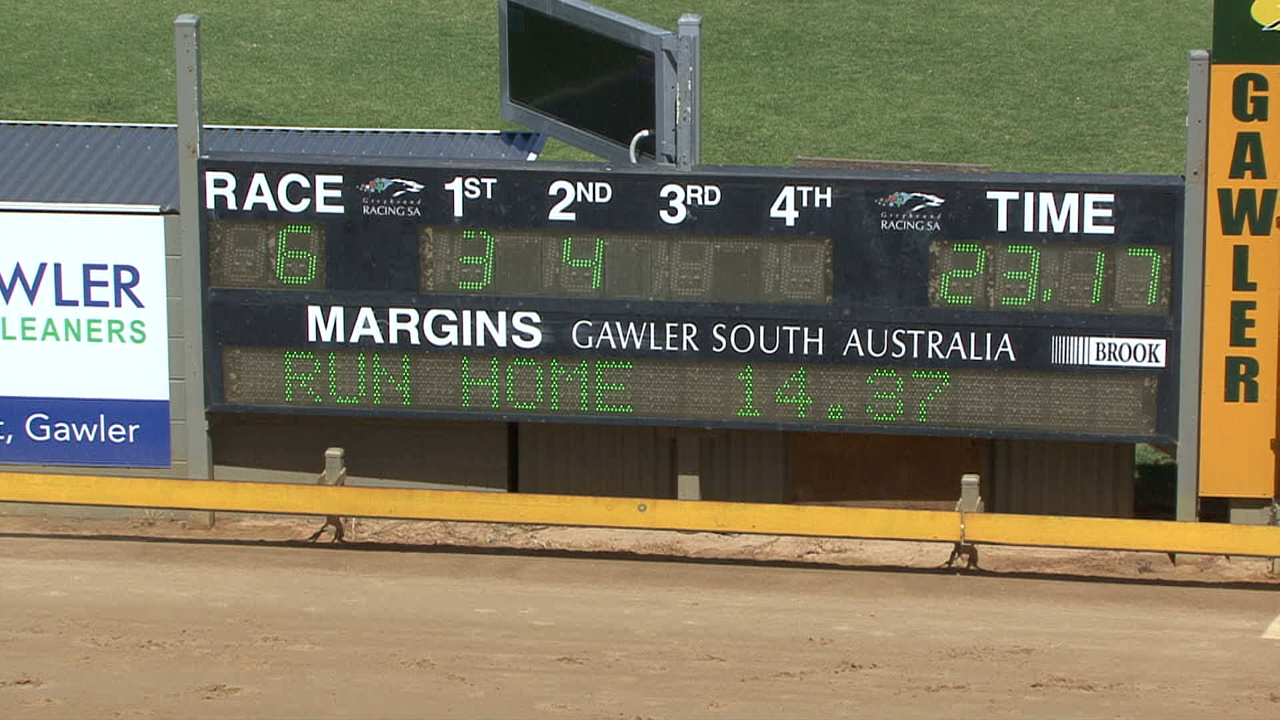 RACE 1ST 2ND 3RD 4TH TIME
Greyhound RACING SA
Greyhound RACING SA
6 3 4 23.17
MARGINS GAWLER SOUTH AUSTRALIA BROOK
RUN HOME 14.37
WLER
LEANERS
, Gawler
GAWLER